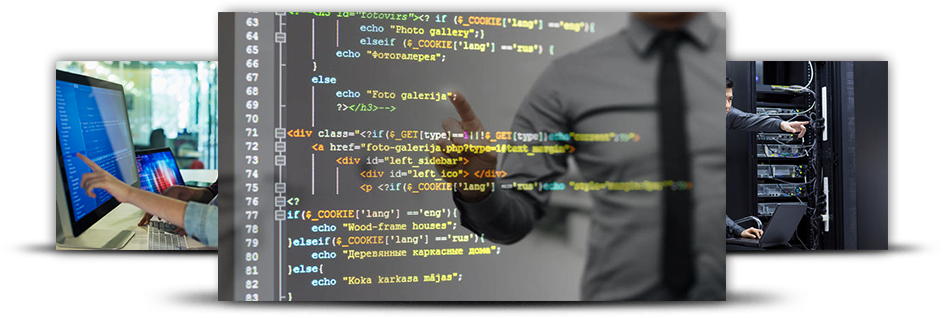 62 <!--<h3 id="fotovirs"><? if ($_COOKIE['lang'] =='eng'){
63 echo "Photo gallery";}
64 elseif ($_COOKIE['lang'] =='rus') {
65 echo "Фотогалерея";
66 }
67 else
68 echo "Foto galerija";
69 ?></h3>-->
70
71 <div class="<?if($_GET[type]==1||!$_GET[type])echo"current"?>">
72 <a href="foto-galerija.php?type=1&text_margin">
73 <div id="left_sidebar">
74 <div id="left_ico"> </div>
75 <p <?if($_COOKIE['lang'] =='rus')echo
76 <?
77 if($_COOKIE['lang'] =='eng'){
78 echo "Wood-frame houses";
79 }elseif($_COOKIE['lang'] =='rus'){
80 echo "Деревянные каркасные дома";
81 }else{
82 echo "Koka karkasa mājas";
83 }